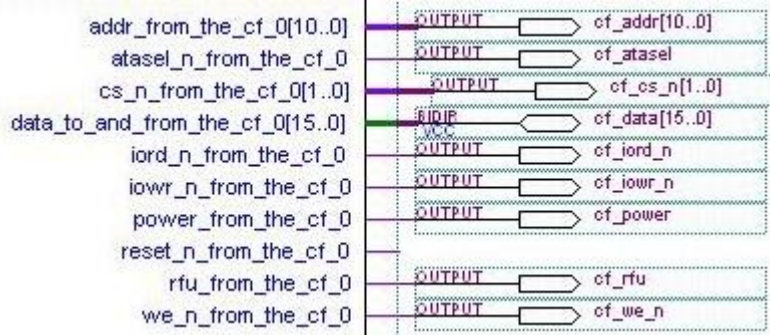 addr_from_the_cf_0[10..0] OUTPUT cf_addr[10..0]
atasel_n_from_the_cf_0 OUTPUT cf_atasel
cs_n_from_the_cf_0[1..0] OUTPUT cf_cs_n[1..0]
data_to_and_from_the_cf_0[15..0] BIDIR VCC cf_data[15..0]
iord_n_from_the_cf_0 OUTPUT cf_iord_n
iowr_n_from_the_cf_0 OUTPUT cf_iowr_n
power_from_the_cf_0 OUTPUT cf_power
reset_n_from_the_cf_0
rfu_from_the_cf_0 OUTPUT cf_rfu
we_n_from_the_cf_0 OUTPUT cf_we_n